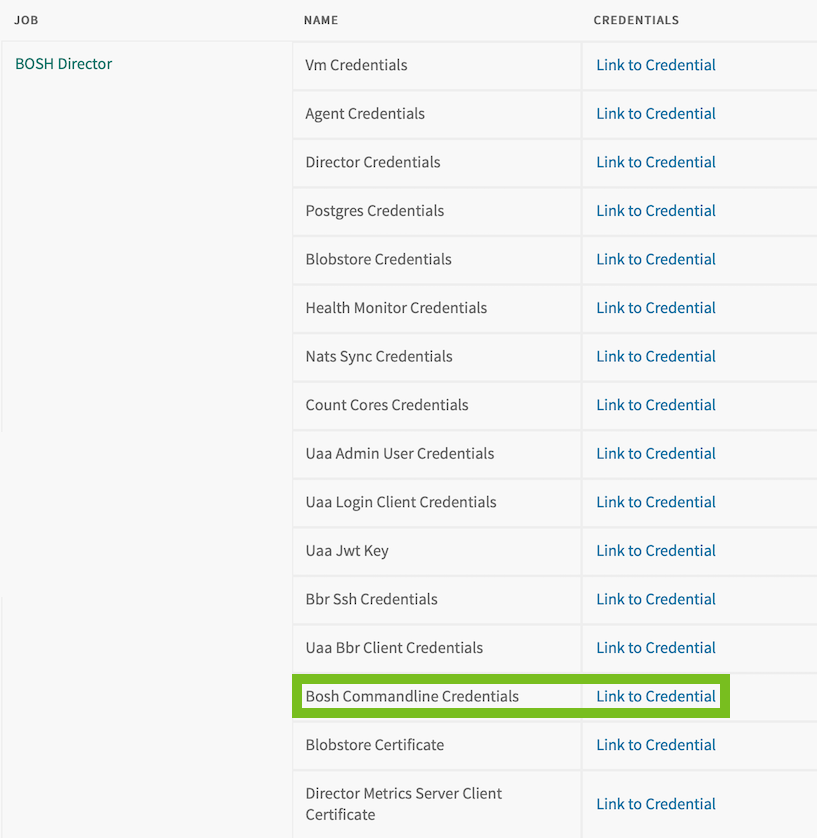 JOB NAME CREDENTIALS
BOSH Director Vm Credentials Link to Credential
Agent Credentials Link to Credential
Director Credentials Link to Credential
Postgres Credentials Link to Credential
Blobstore Credentials Link to Credential
Health Monitor Credentials Link to Credential
Nats Sync Credentials Link to Credential
Count Cores Credentials Link to Credential
Uaa Admin User Credentials Link to Credential
Uaa Login Client Credentials Link to Credential
Uaa Jwt Key Link to Credential
Bbr Ssh Credentials Link to Credential
Uaa Bbr Client Credentials Link to Credential
Bosh Commandline Credentials Link to Credential
Blobstore Certificate Link to Credential
Director Metrics Server Client
Certificate
Link to Credential